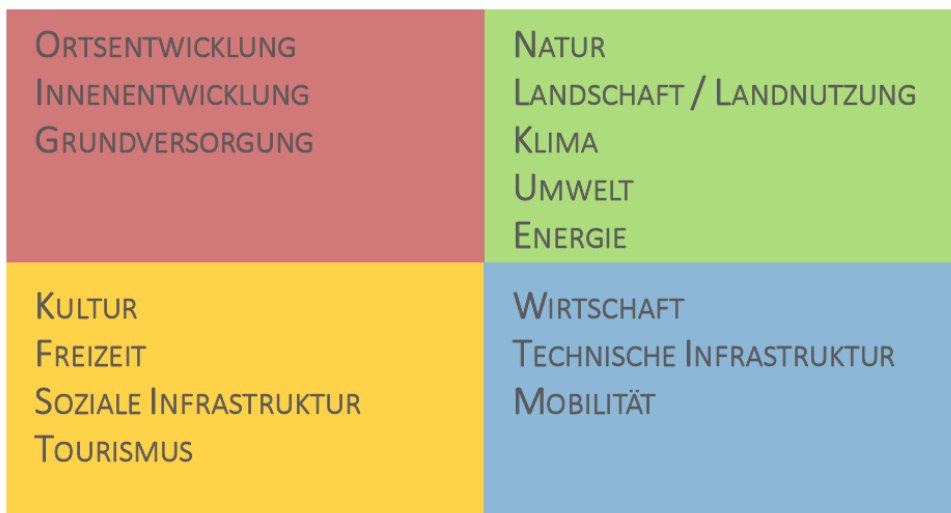 Ortsentwicklung
Innenentwicklung
Grundversorgung
Natur
Landschaft / Landnutzung
Klima
Umwelt
Energie
Kultur
Freizeit
Soziale Infrastruktur
Tourismus
Wirtschaft
Technische Infrastruktur
Mobilität